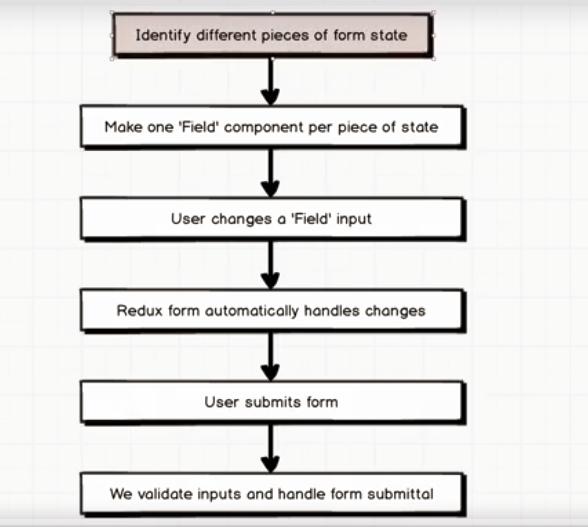 Identify different pieces of form state
Make one 'Field' component per piece of state
User changes a 'Field' input
Redux form automatically handles changes
User submits form
We validate inputs and handle form submittal